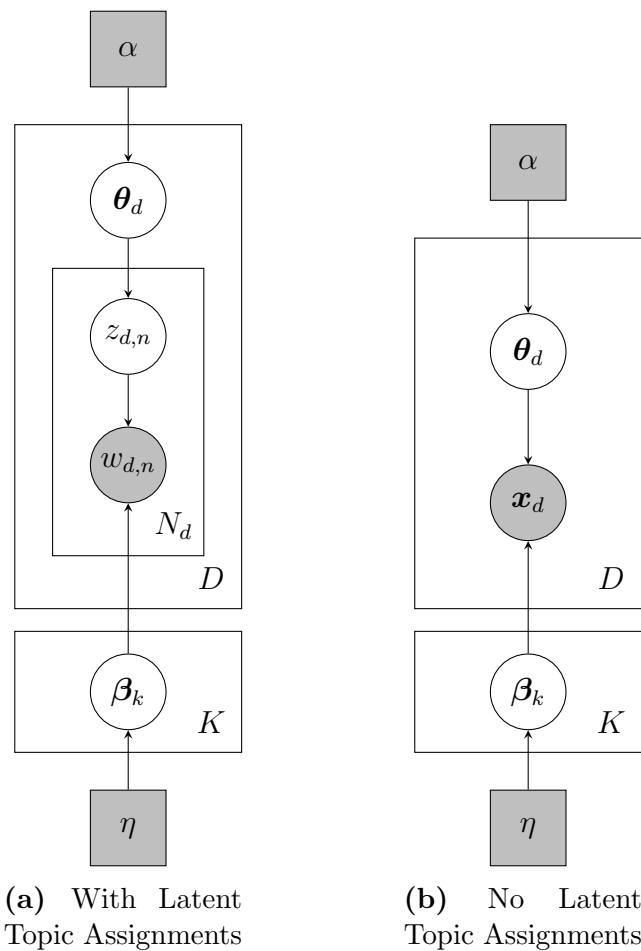 α
θ_d
z_{d,n}
w_{d,n}
N_d
D
β_k
K
η
(a) With Latent
Topic Assignments
α
θ_d
x_d
D
β_k
K
η
(b) No Latent
Topic Assignments